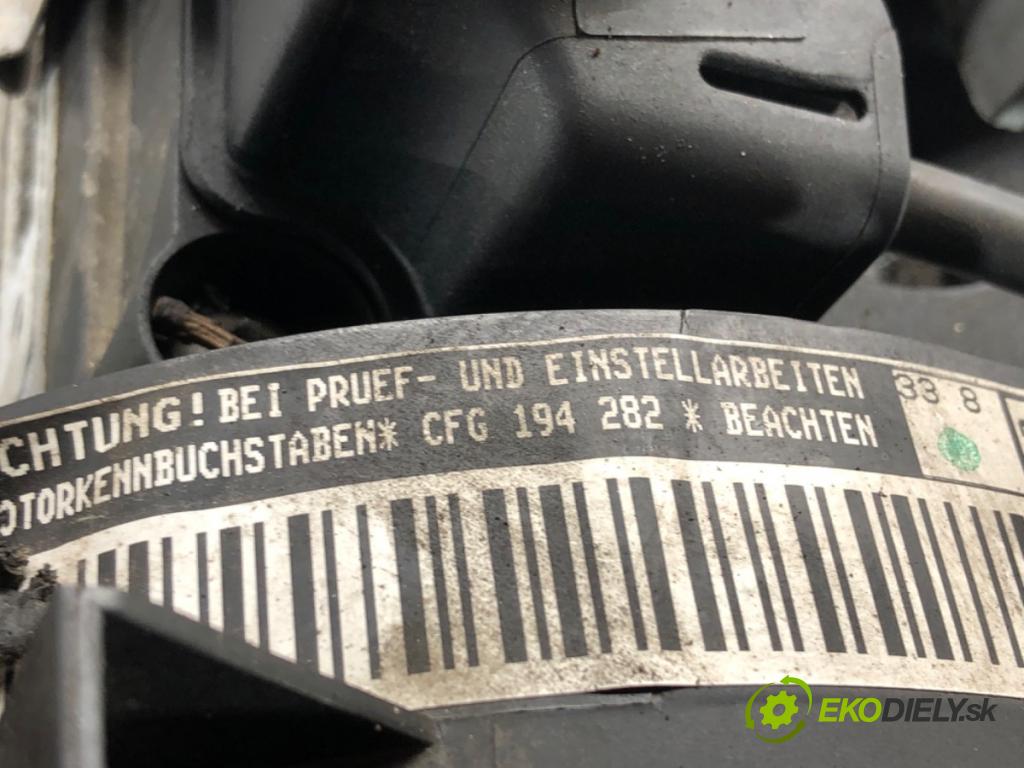 CHTUNG! BEI PRUEF- UND EINSTELLARBEITEN
OTORKENNBUCHSTABEN* CFG 194 282 * BEACHTEN
33 8
EKODIELY.sk